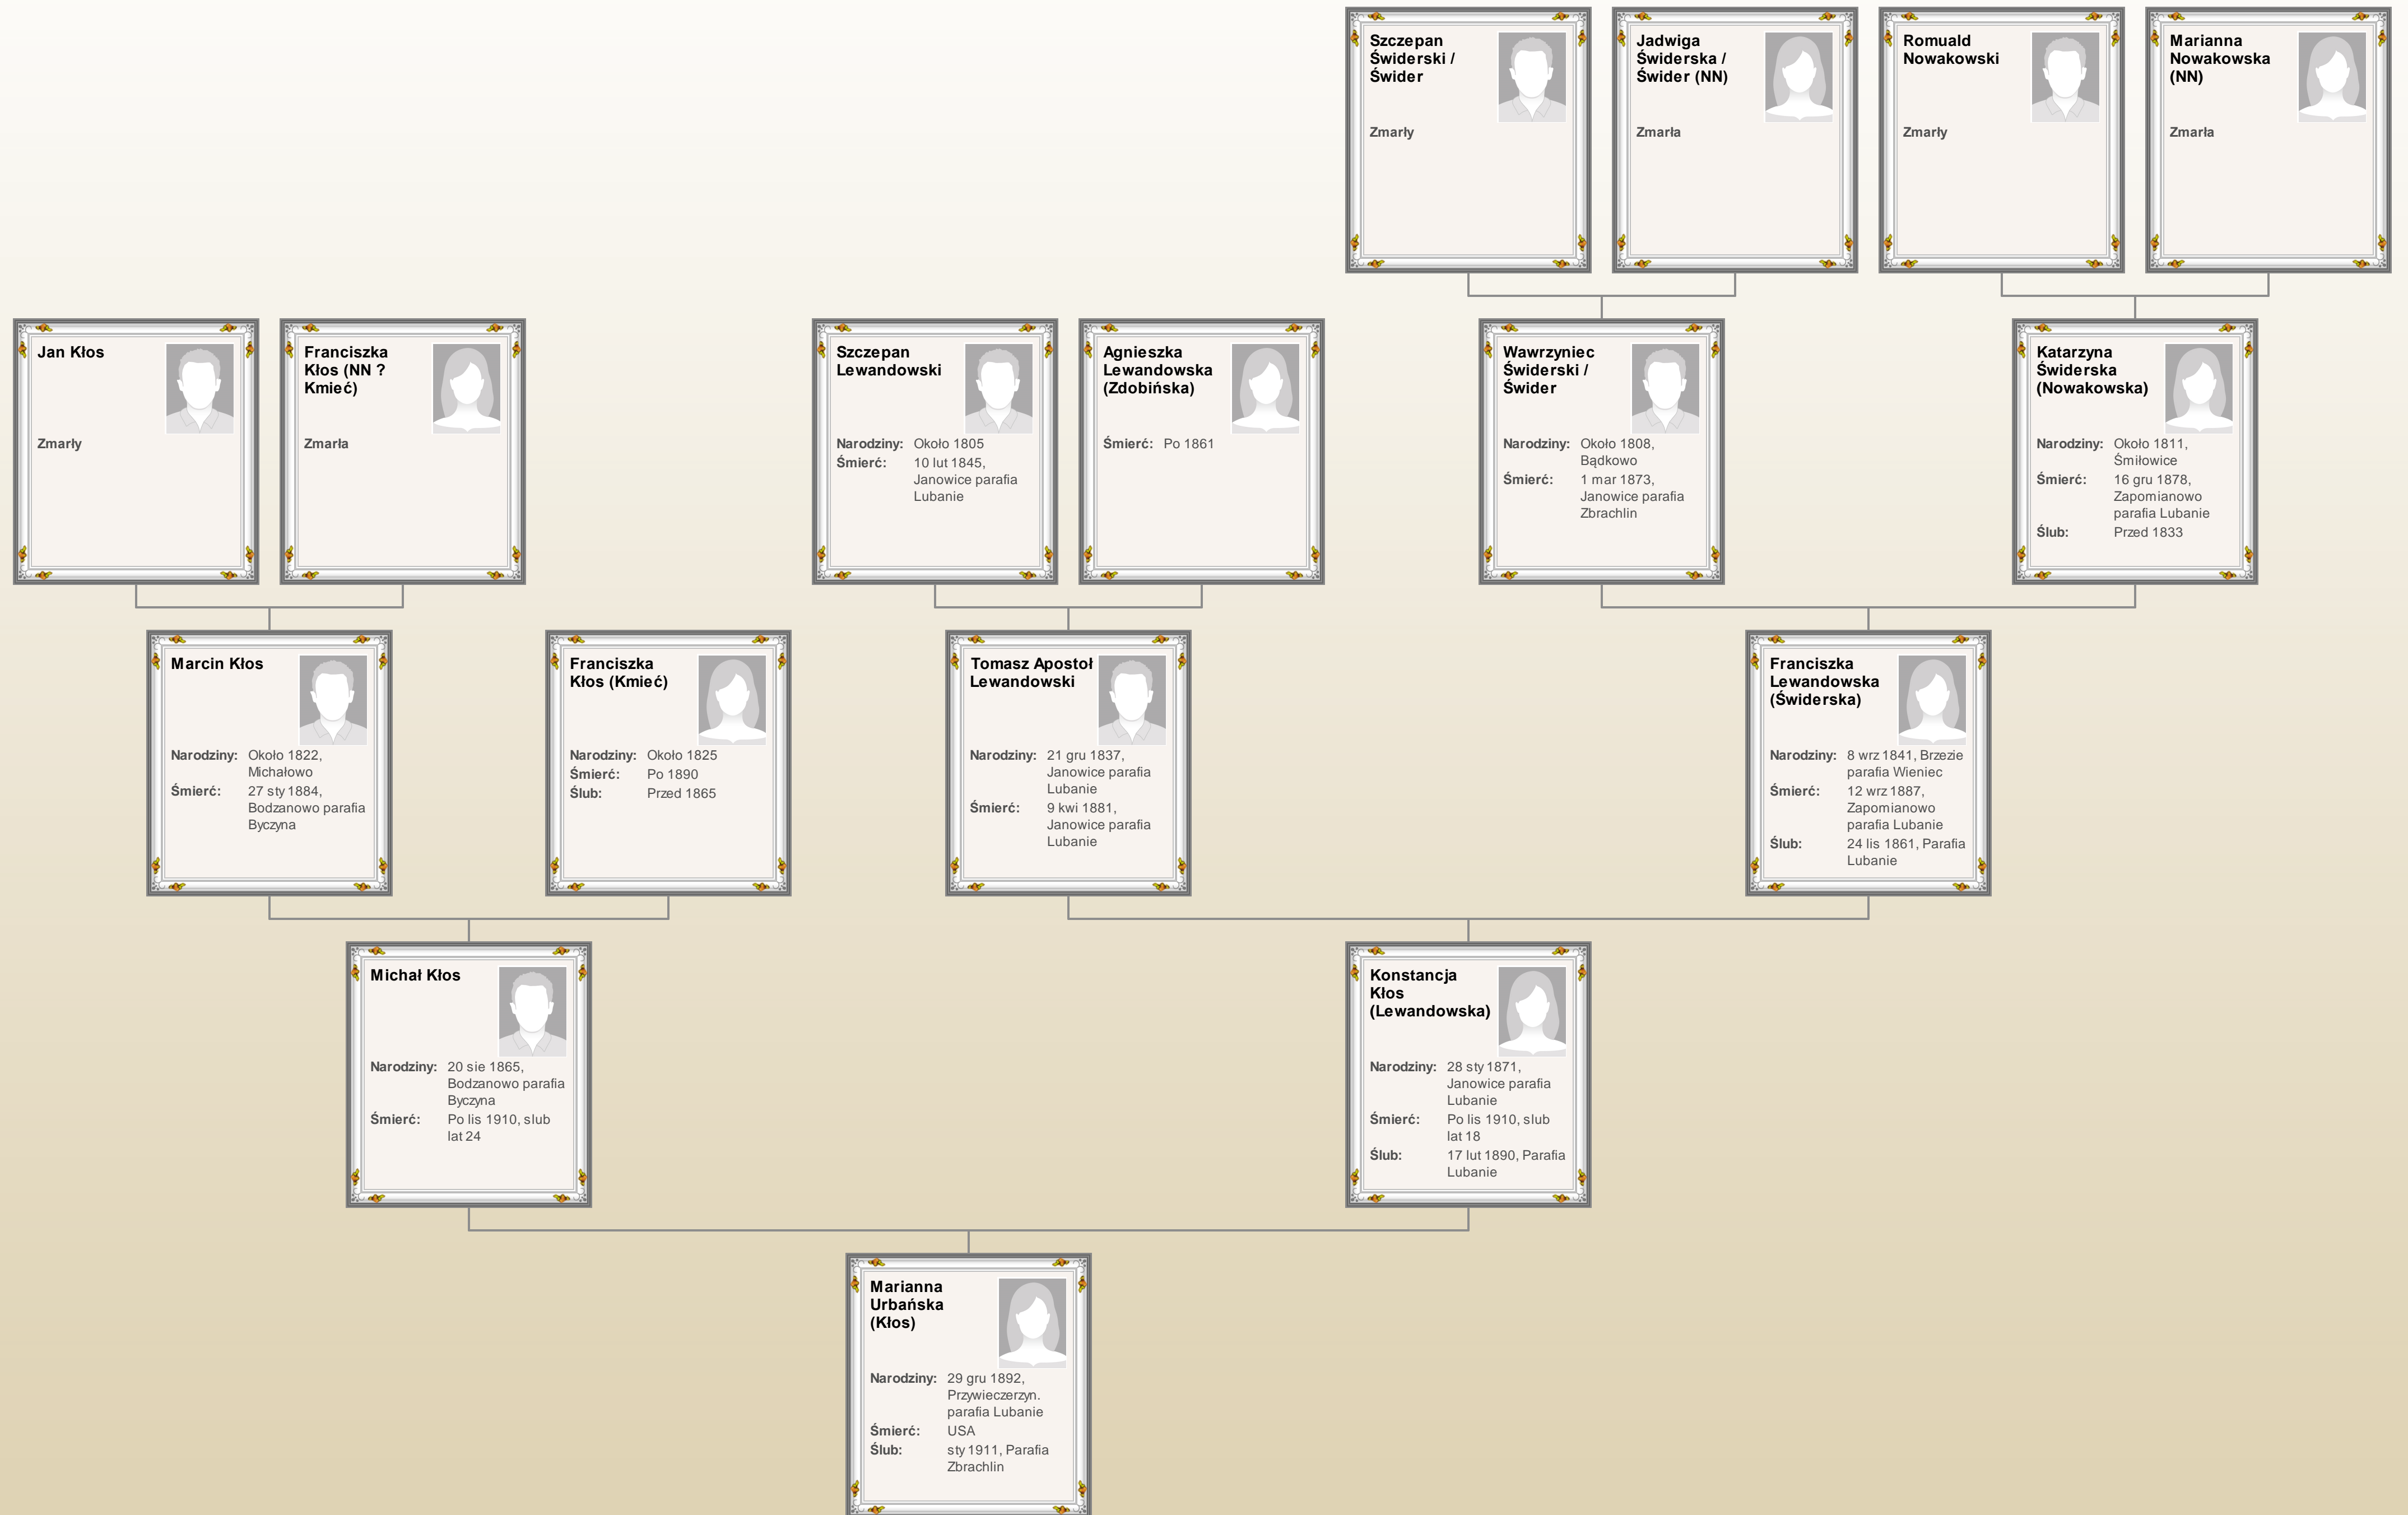 Szczepan
Świderski /
Świder
Zmarły
Jadwiga
Świderska /
Świder (NN)
Zmarła
Romuald
Nowakowski
Zmarły
Marianna
Nowakowska
(NN)
Zmarła
Jan Kłos
Zmarły
Franciszka
Kłos (NN ?
Kmieć)
Zmarła
Szczepan
Lewandowski
Narodziny: Około 1805
Śmierć: 10 lut 1845,
Janowice parafia
Lubanie
Agnieszka
Lewandowska
(Zdobińska)
Śmierć: Po 1861
Wawrzyniec
Świderski /
Świder
Narodziny: Około 1808,
Bądkowo
Śmierć: 1 mar 1873,
Janowice parafia
Zbrachlin
Katarzyna
Świderska
(Nowakowska)
Narodziny: Około 1811,
Śmiłowice
Śmierć: 16 gru 1878,
Zapomianowo
parafia Lubanie
Ślub: Przed 1833
Marcin Kłos
Narodziny: Około 1822,
Michałowo
Śmierć: 27 sty 1884,
Bodzanowo parafia
Byczyna
Franciszka
Kłos (Kmieć)
Narodziny: Około 1825
Śmierć: Po 1890
Ślub: Przed 1865
Tomasz Apostoł
Lewandowski
Narodziny: 21 gru 1837,
Janowice parafia
Lubanie
Śmierć: 9 kwi 1881,
Janowice parafia
Lubanie
Franciszka
Lewandowska
(Świderska)
Narodziny: 8 wrz 1841, Brzezie
parafia Wieniec
Śmierć: 12 wrz 1887,
Zapomianowo
parafia Lubanie
Ślub: 24 lis 1861, Parafia
Lubanie
Michał Kłos
Narodziny: 20 sie 1865,
Bodzanowo parafia
Byczyna
Śmierć: Po lis 1910, slub
lat 24
Konstancja
Kłos
(Lewandowska)
Narodziny: 28 sty 1871,
Janowice parafia
Lubanie
Śmierć: Po lis 1910, slub
lat 18
Ślub: 17 lut 1890, Parafia
Lubanie
Marianna
Urbańska
(Kłos)
Narodziny: 29 gru 1892,
Przywieczerzyn.
parafia Lubanie
Śmierć: USA
Ślub: sty 1911, Parafia
Zbrachlin